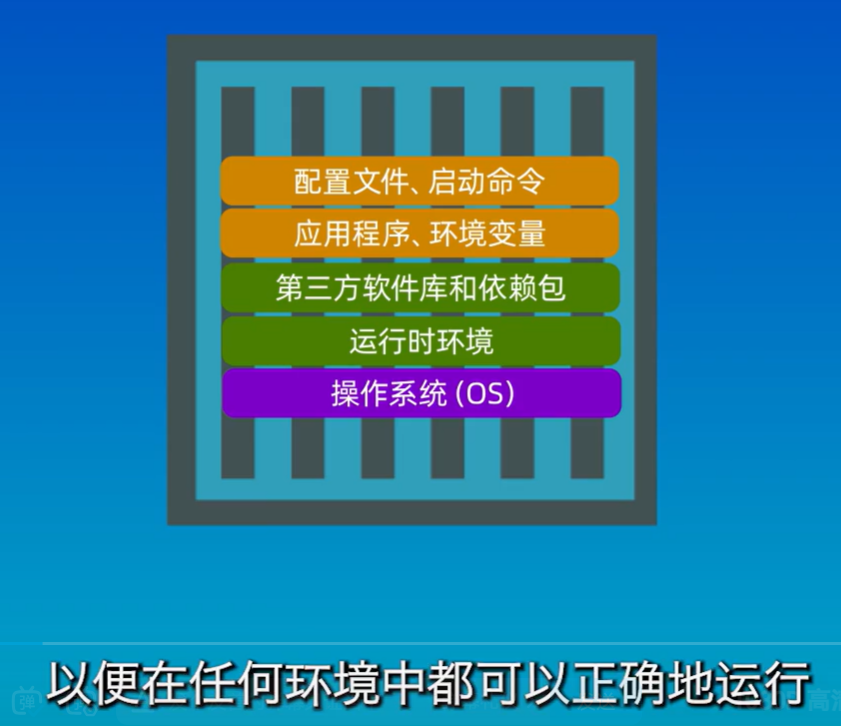 配置文件、启动命令
应用程序、环境变量
第三方软件库和依赖包
运行时环境
操作系统(OS)
以便在任何环境中都可以正确地运行